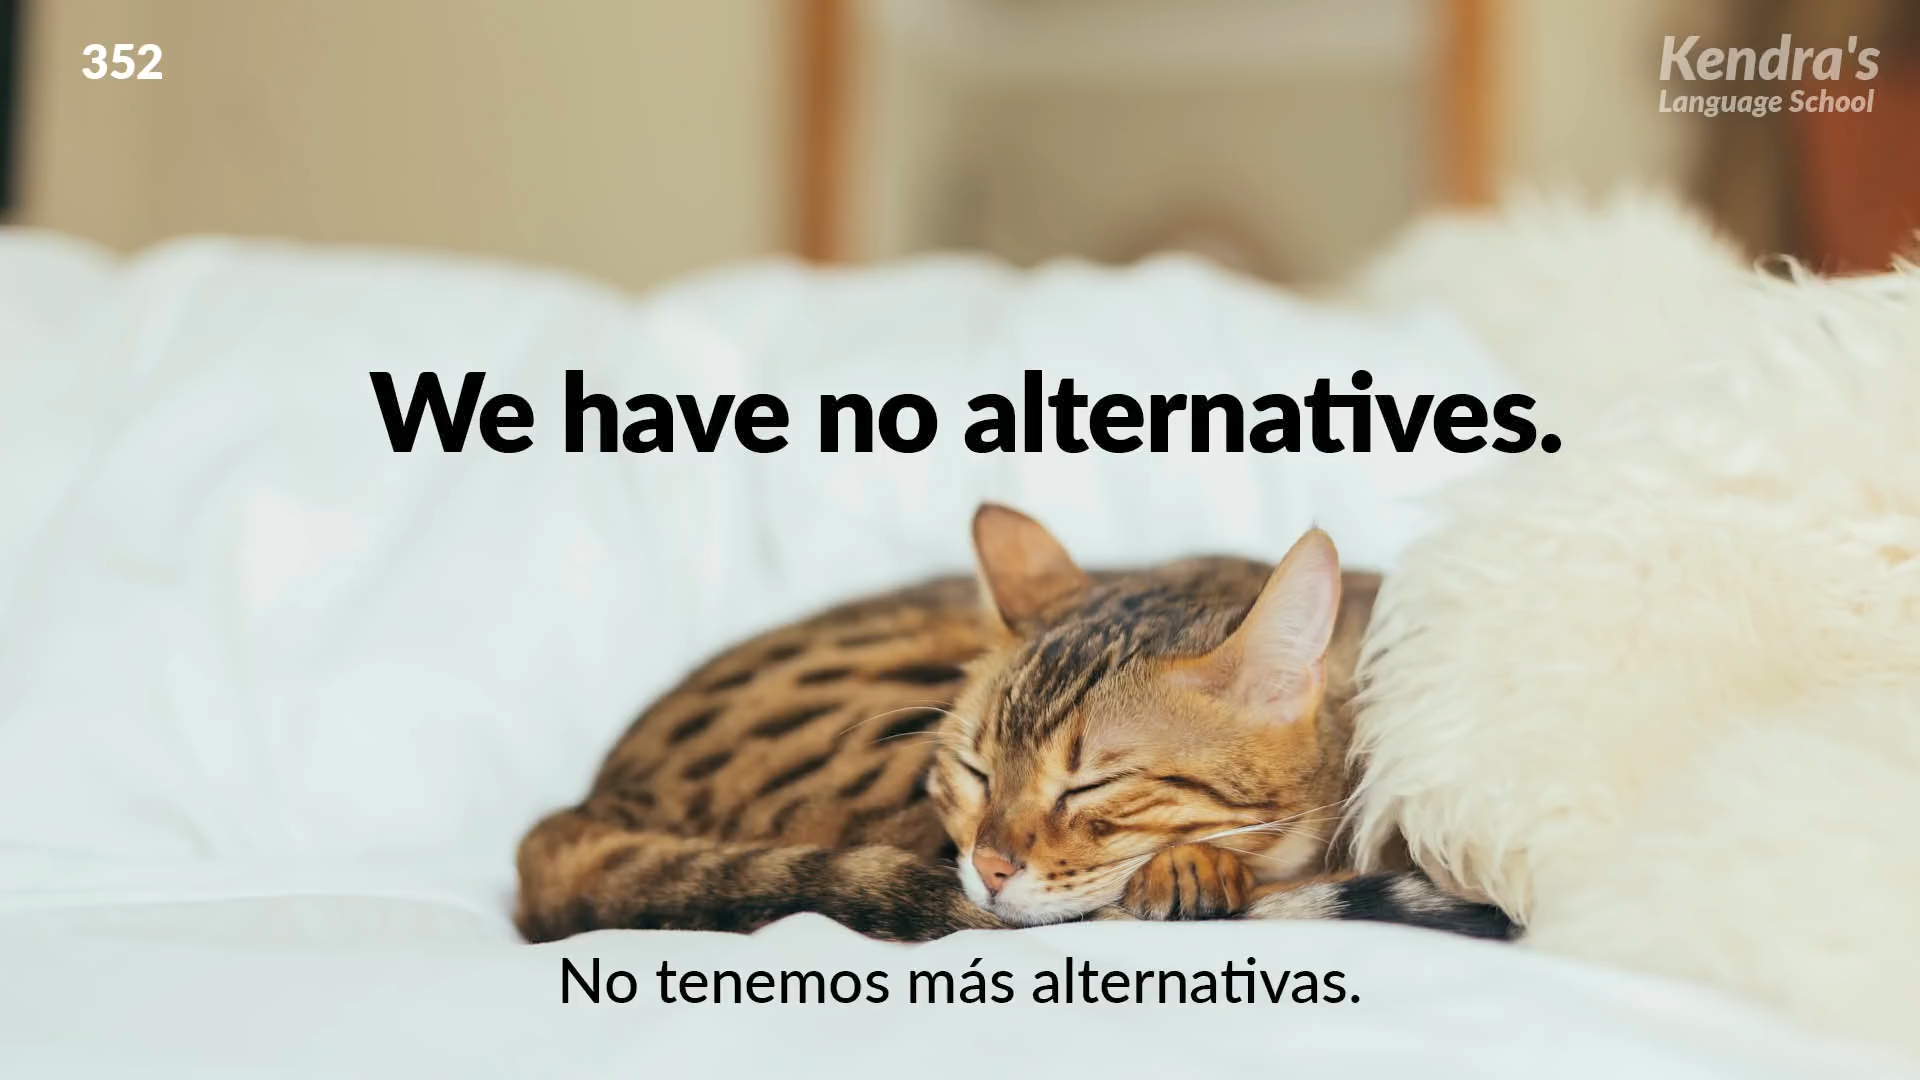 352
Kendra's
Language School
We have no alternatives.
No tenemos más alternativas.